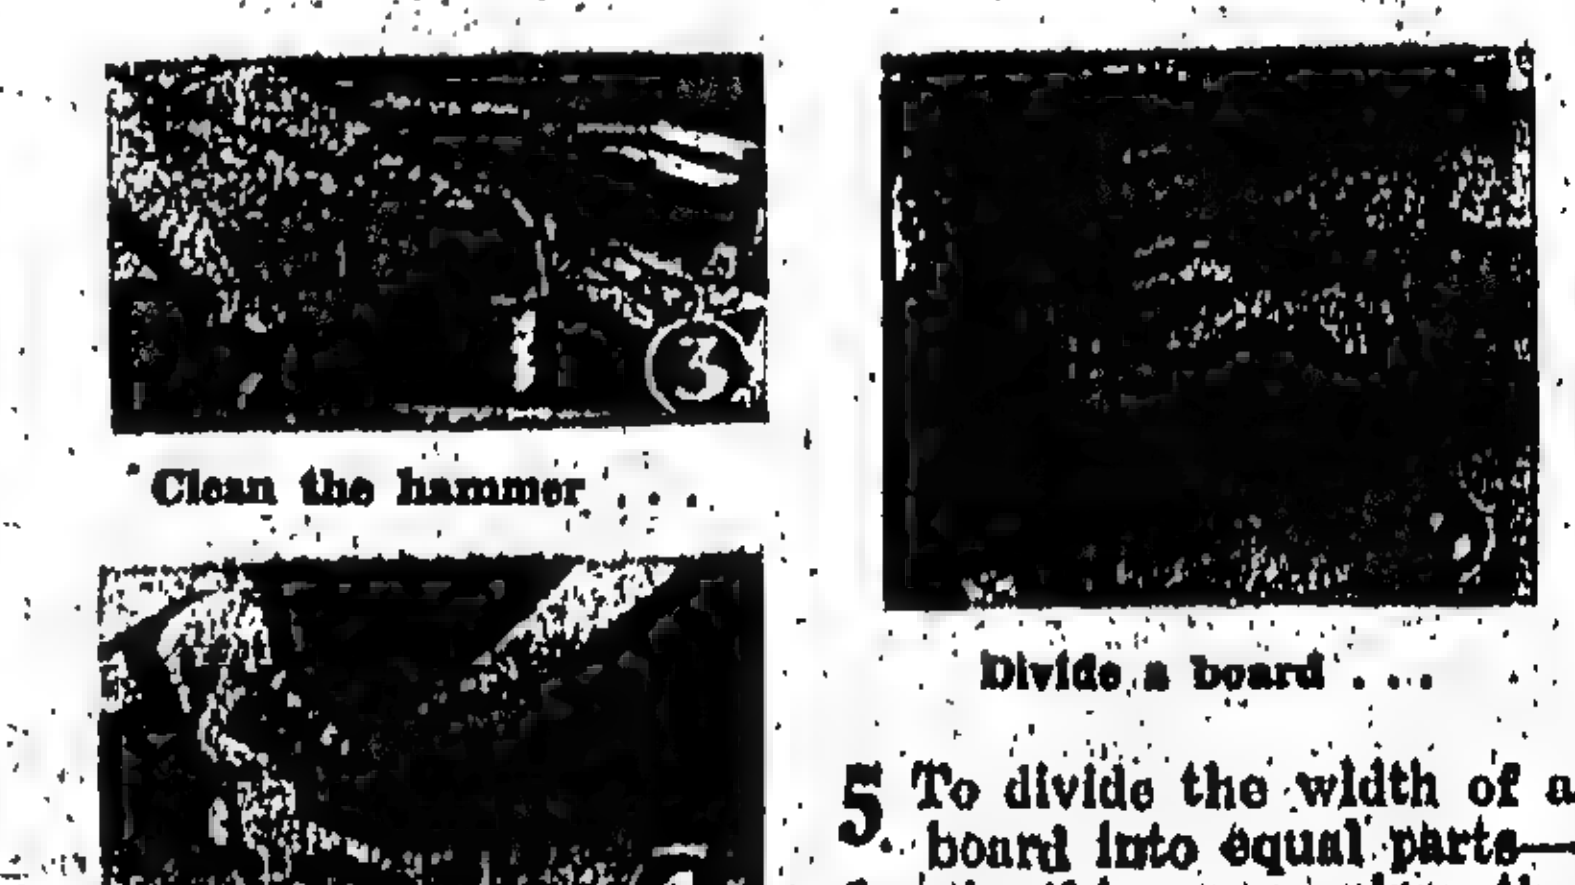 3
Clean the hammer . . .
Divide a board . . .
5. To divide the width of a
board into equal parts—